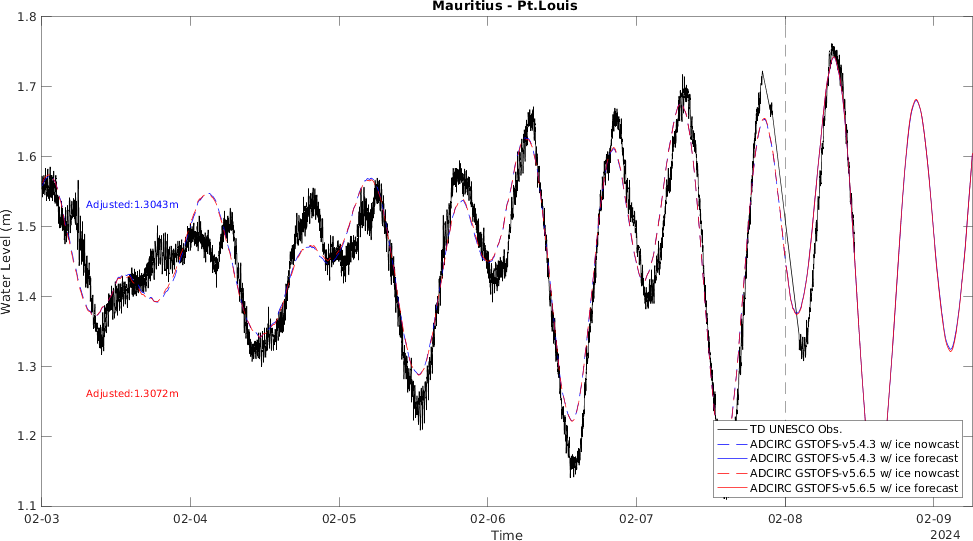 Mauritius - Pt.Louis
1.8
1.7
1.6
1.5
1.4
1.3
1.2
1.1
Water Level (m)
Adjusted:1.3043m
Adjusted:1.3072m
TD UNESCO Obs.
ADCIRC GSTOFS-v5.4.3 w/ ice nowcast
ADCIRC GSTOFS-v5.4.3 w/ ice forecast
ADCIRC GSTOFS-v5.6.5 w/ ice nowcast
ADCIRC GSTOFS-v5.6.5 w/ ice forecast
02-03 02-04 02-05 02-06 02-07 02-08 02-09
Time
2024